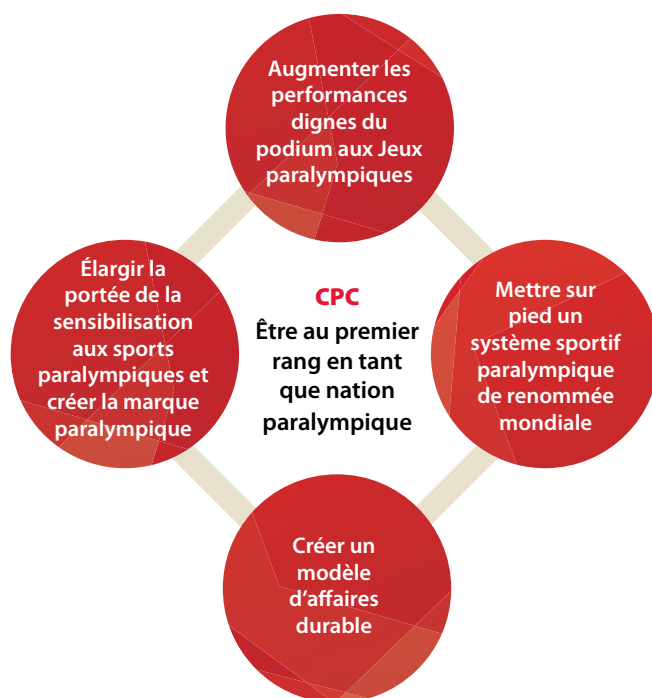 Augmenter les
performances
dignes du
podium aux Jeux
paralympiques
Élargir la
portée de la
sensibilisation
aux sports
paralympiques et
créer la marque
paralympique
CPC
Être au premier
rang en tant
que nation
paralympique
Mettre sur
pied un
système sportif
paralympique
de renommée
mondiale
Créer un
modèle
d’affaires
durable